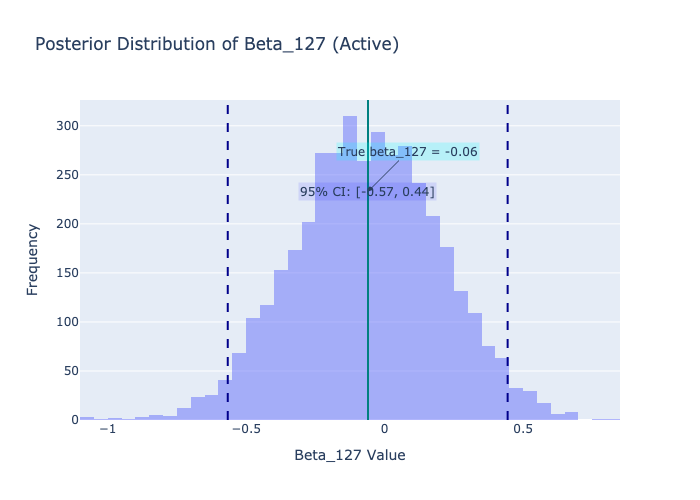 Posterior Distribution of Beta_127 (Active)
300
True beta_127 = -0.06
250
95% CI: [-0.57, 0.44]
200
Frequency
150
100
50
0
−1
−0.5
0
0.5
Beta_127 Value